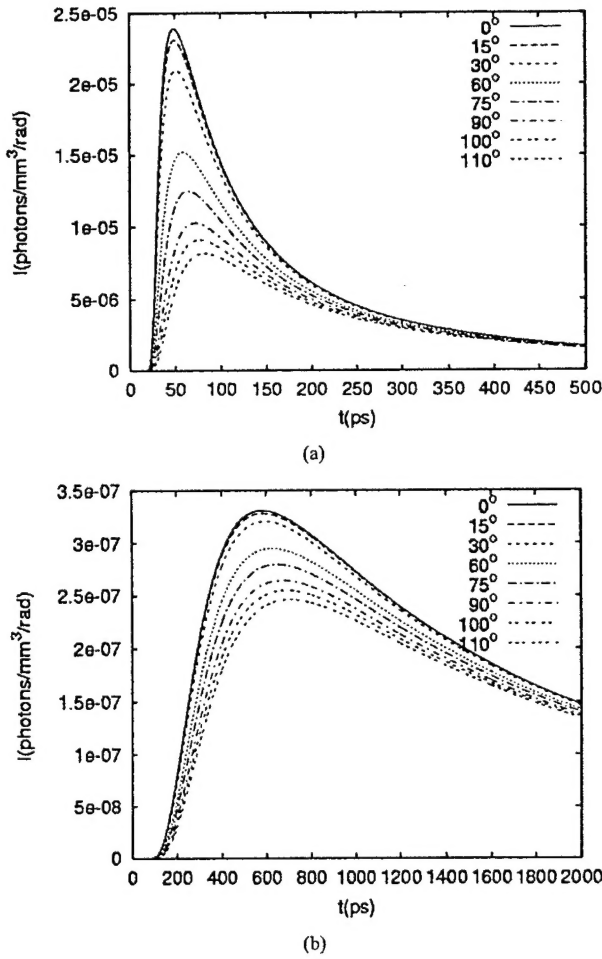 2.5e-05
2e-05
1.5e-05
1e-05
5e-06
0
I(photons/mm³/rad)
0°
15°
30°
60°
75°
90°
100°
110°
0 50 100 150 200 250 300 350 400 450 500
t(ps)
(a)
3.5e-07
3e-07
2.5e-07
2e-07
1.5e-07
1e-07
5e-08
0
I(photons/mm³/rad)
0°
15°
30°
60°
75°
90°
100°
110°
0 200 400 600 800 1000 1200 1400 1600 1800 2000
t(ps)
(b)